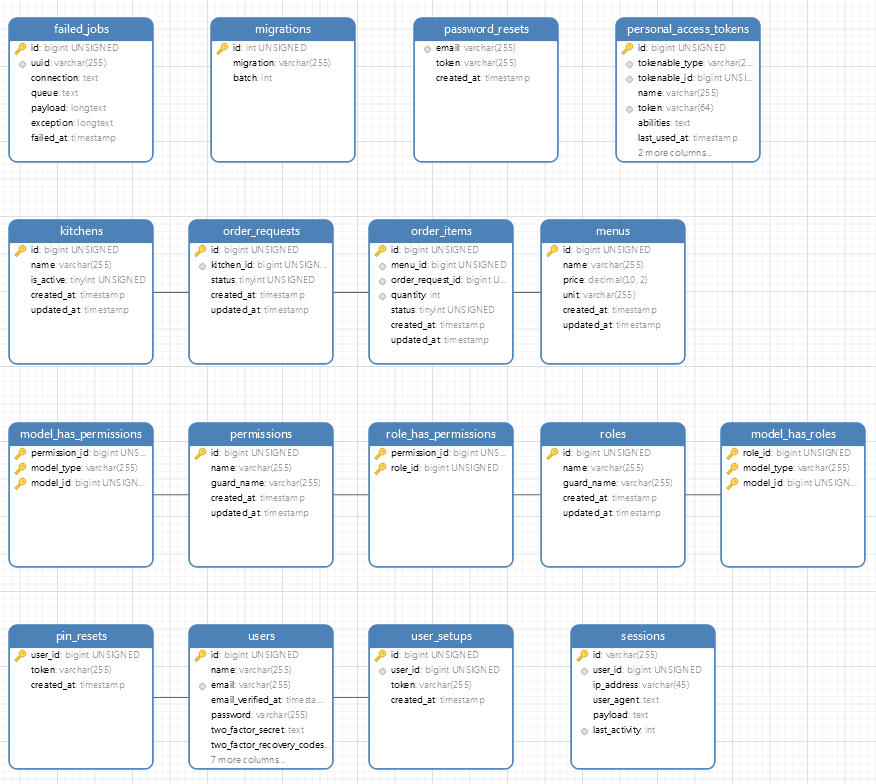 failed_jobs
id: bigint UNSIGNED
uuid: varchar(255)
connection: text
queue: text
payload: longtext
exception: longtext
failed_at: timestamp
migrations
id: int UNSIGNED
migration: varchar(255)
batch: int
password_resets
email: varchar(255)
token: varchar(255)
created_at: timestamp
personal_access_tokens
id: bigint UNSIGNED
tokenable_type: varchar(2...
tokenable_id: bigint UNSI...
name: varchar(255)
token: varchar(64)
abilities: text
last_used_at: timestamp
2 more columns...
kitchens
id: bigint UNSIGNED
name: varchar(255)
is_active: tinyint UNSIGNED
created_at: timestamp
updated_at: timestamp
order_requests
id: bigint UNSIGNED
kitchen_id: bigint UNSIGN...
status: tinyint UNSIGNED
created_at: timestamp
updated_at: timestamp
order_items
id: bigint UNSIGNED
menu_id: bigint UNSIGNED
order_request_id: bigint U...
quantity: int
status: tinyint UNSIGNED
created_at: timestamp
updated_at: timestamp
menus
id: bigint UNSIGNED
name: varchar(255)
price: decimal(10, 2)
unit: varchar(255)
created_at: timestamp
updated_at: timestamp
model_has_permissions
permission_id: bigint UNS...
model_type: varchar(255)
model_id: bigint UNSIGN...
permissions
id: bigint UNSIGNED
name: varchar(255)
guard_name: varchar(255)
created_at: timestamp
updated_at: timestamp
role_has_permissions
permission_id: bigint UNS...
role_id: bigint UNSIGNED
roles
id: bigint UNSIGNED
name: varchar(255)
guard_name: varchar(255)
created_at: timestamp
updated_at: timestamp
model_has_roles
role_id: bigint UNSIGNED
model_type: varchar(255)
model_id: bigint UNSIGN...
pin_resets
user_id: bigint UNSIGNED
token: varchar(255)
created_at: timestamp
users
id: bigint UNSIGNED
name: varchar(255)
email: varchar(255)
email_verified_at: timesta...
password: varchar(255)
two_factor_secret: text
two_factor_recovery_codes...
7 more columns...
user_setups
id: bigint UNSIGNED
user_id: bigint UNSIGNED
token: varchar(255)
created_at: timestamp
sessions
id: varchar(255)
user_id: bigint UNSIGNED
ip_address: varchar(45)
user_agent: text
payload: text
last_activity: int